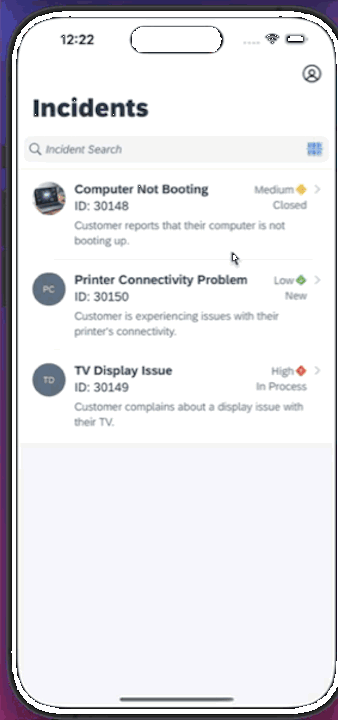 12:22
Incidents
Incident Search
Computer Not Booting
Medium
ID: 30148
Closed
Customer reports that their computer is not
booting up.
PC
Printer Connectivity Problem
Low
ID: 30150
New
Customer is experiencing issues with their
printer's connectivity.
TD
TV Display Issue
High
ID: 30149
In Process
Customer complains about a display issue with
their TV.